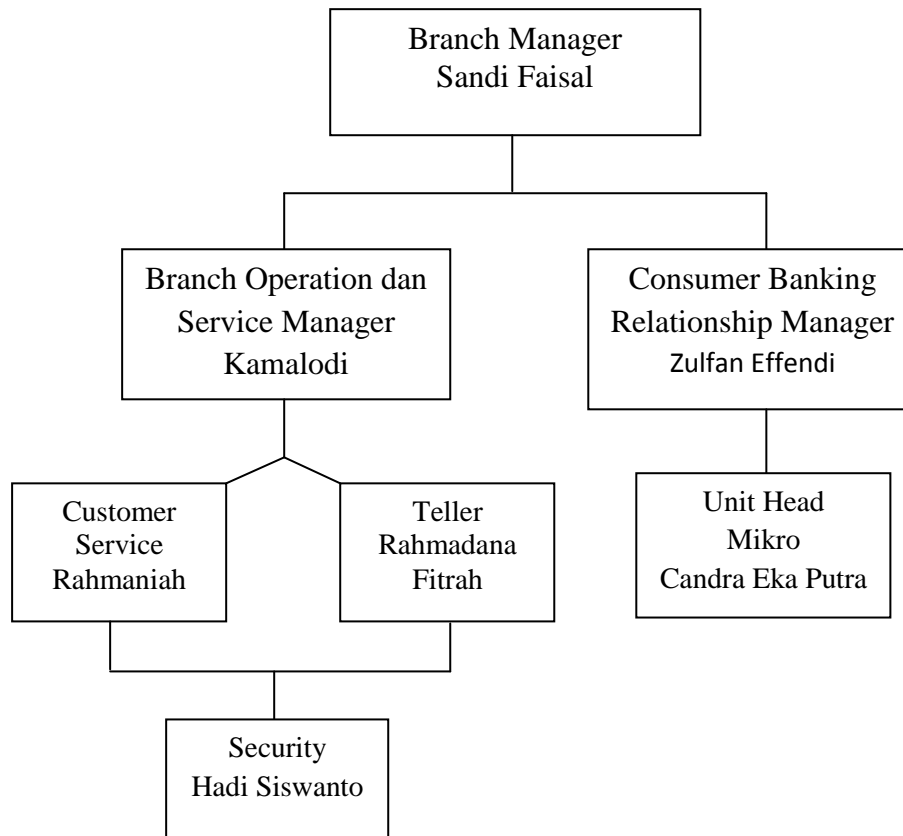 Branch Manager
Sandi Faisal
Branch Operation dan
Service Manager
Kamalodi
Consumer Banking
Relationship Manager
Zulfan Effendi
Customer
Service
Rahmaniah
Teller
Rahmadana
Fitrah
Unit Head
Mikro
Candra Eka Putra
Security
Hadi Siswanto